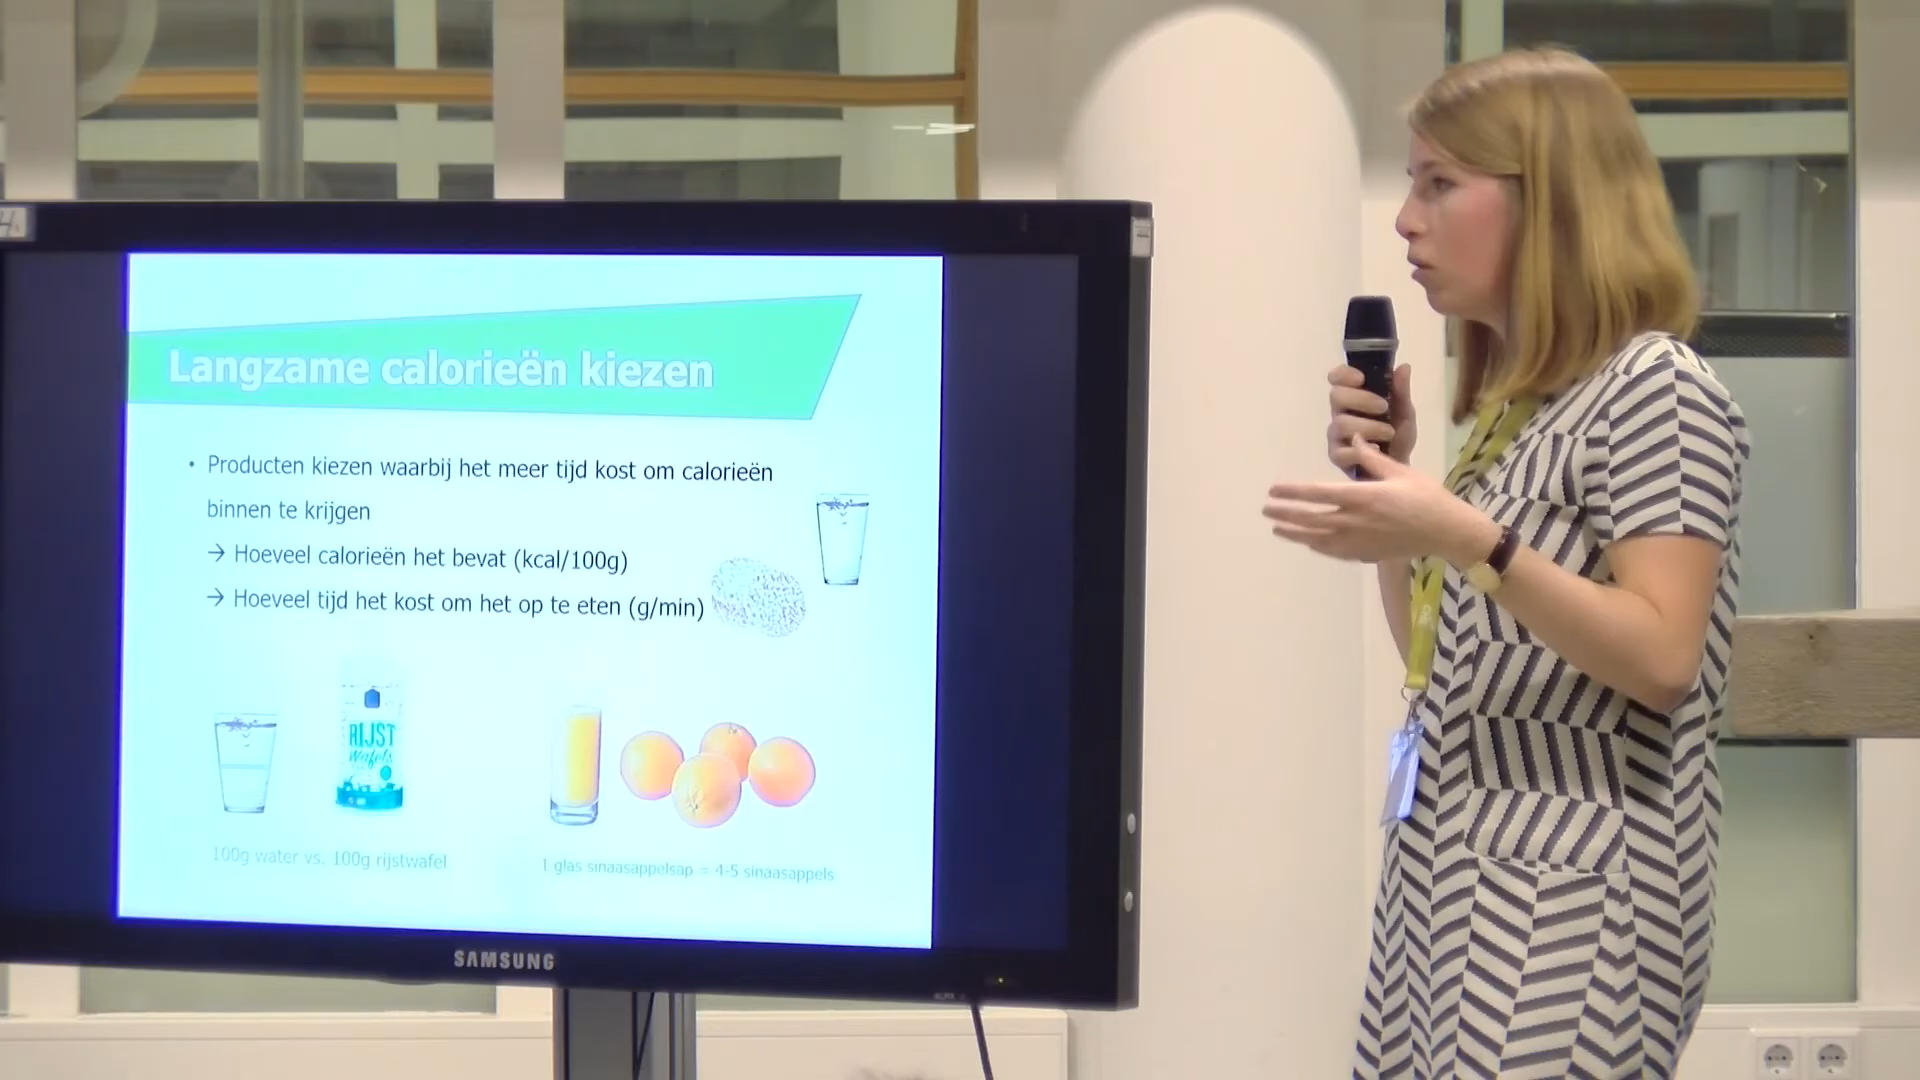 Langzame calorieën kiezen
• Producten kiezen waarbij het meer tijd kost om calorieën
binnen te krijgen
→ Hoeveel calorieën het bevat (kcal/100g)
→ Hoeveel tijd het kost om het op te eten (g/min)
RIJST
Wafels
100g water vs. 100g rijstwafel
1 glas sinaasappelsap = 4-5 sinaasappels
SAMSUNG